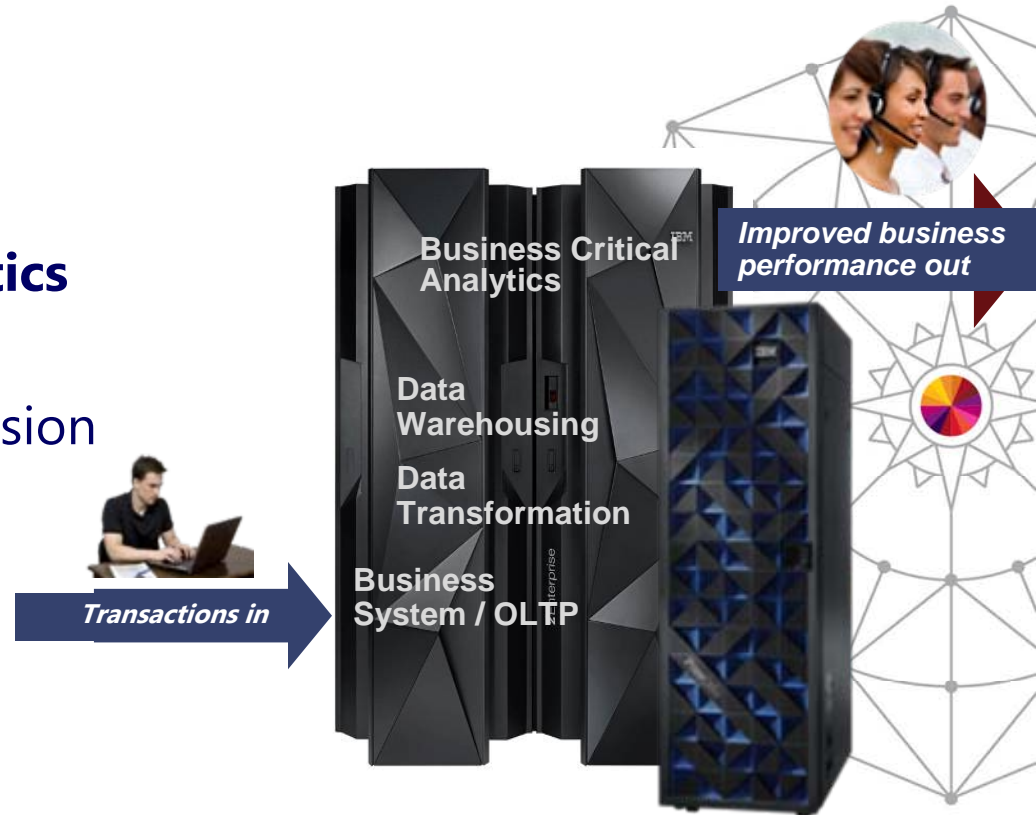 tics
sion
Transactions in
Business Critical
Analytics
IBM
Data
Warehousing
Data
Transformation
Business
System / OLTP
zEnterprise
IBM
Improved business
performance out